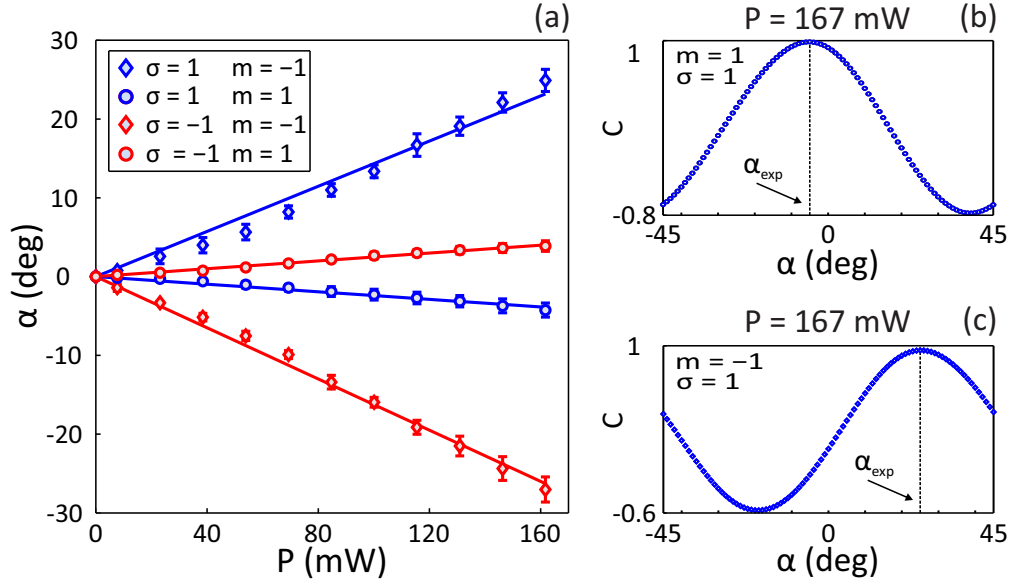 (a)
σ = 1 m = −1
σ = 1 m = 1
σ = −1 m = −1
σ = −1 m = 1
30
20
10
0
-10
-20
-30
α (deg)
0 40 80 120 160
P (mW)
P = 167 mW (b)
m = 1
σ = 1
1
C
-0.8
αexp
-45 0 45
α (deg)
P = 167 mW (c)
m = −1
σ = 1
1
C
-0.6
αexp
-45 0 45
α (deg)